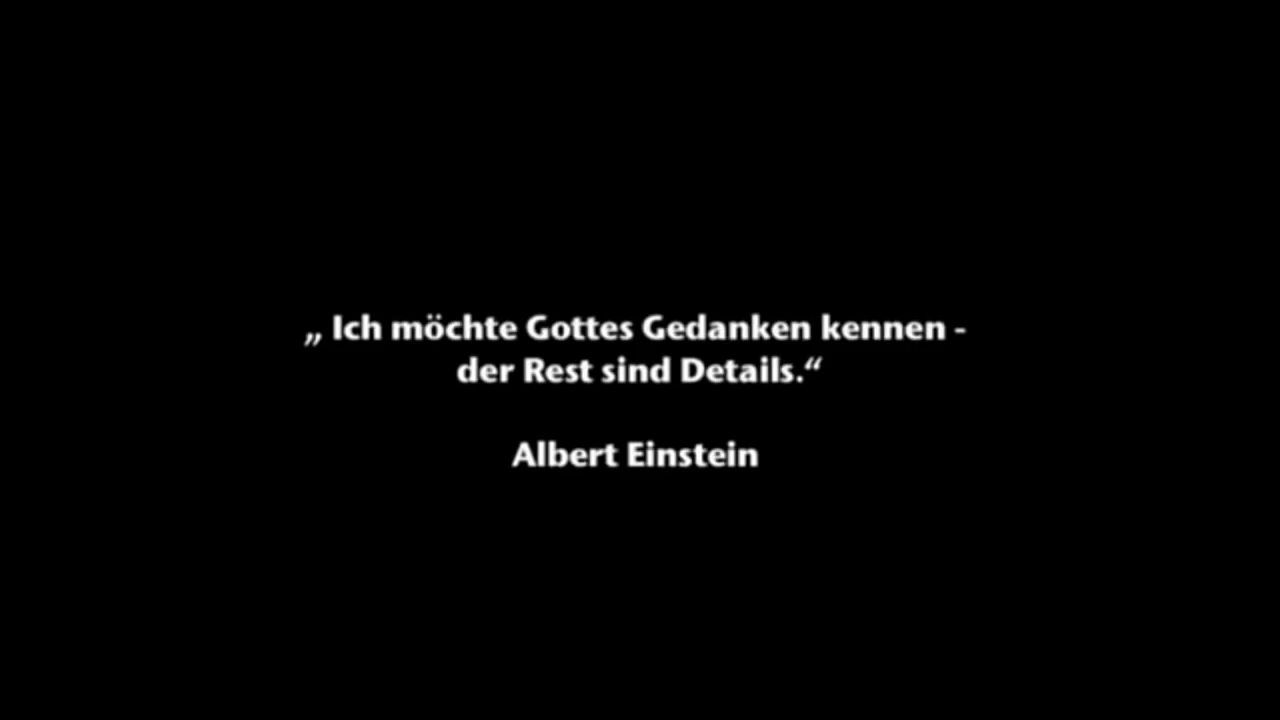 „ Ich möchte Gottes Gedanken kennen -
der Rest sind Details.“
Albert Einstein